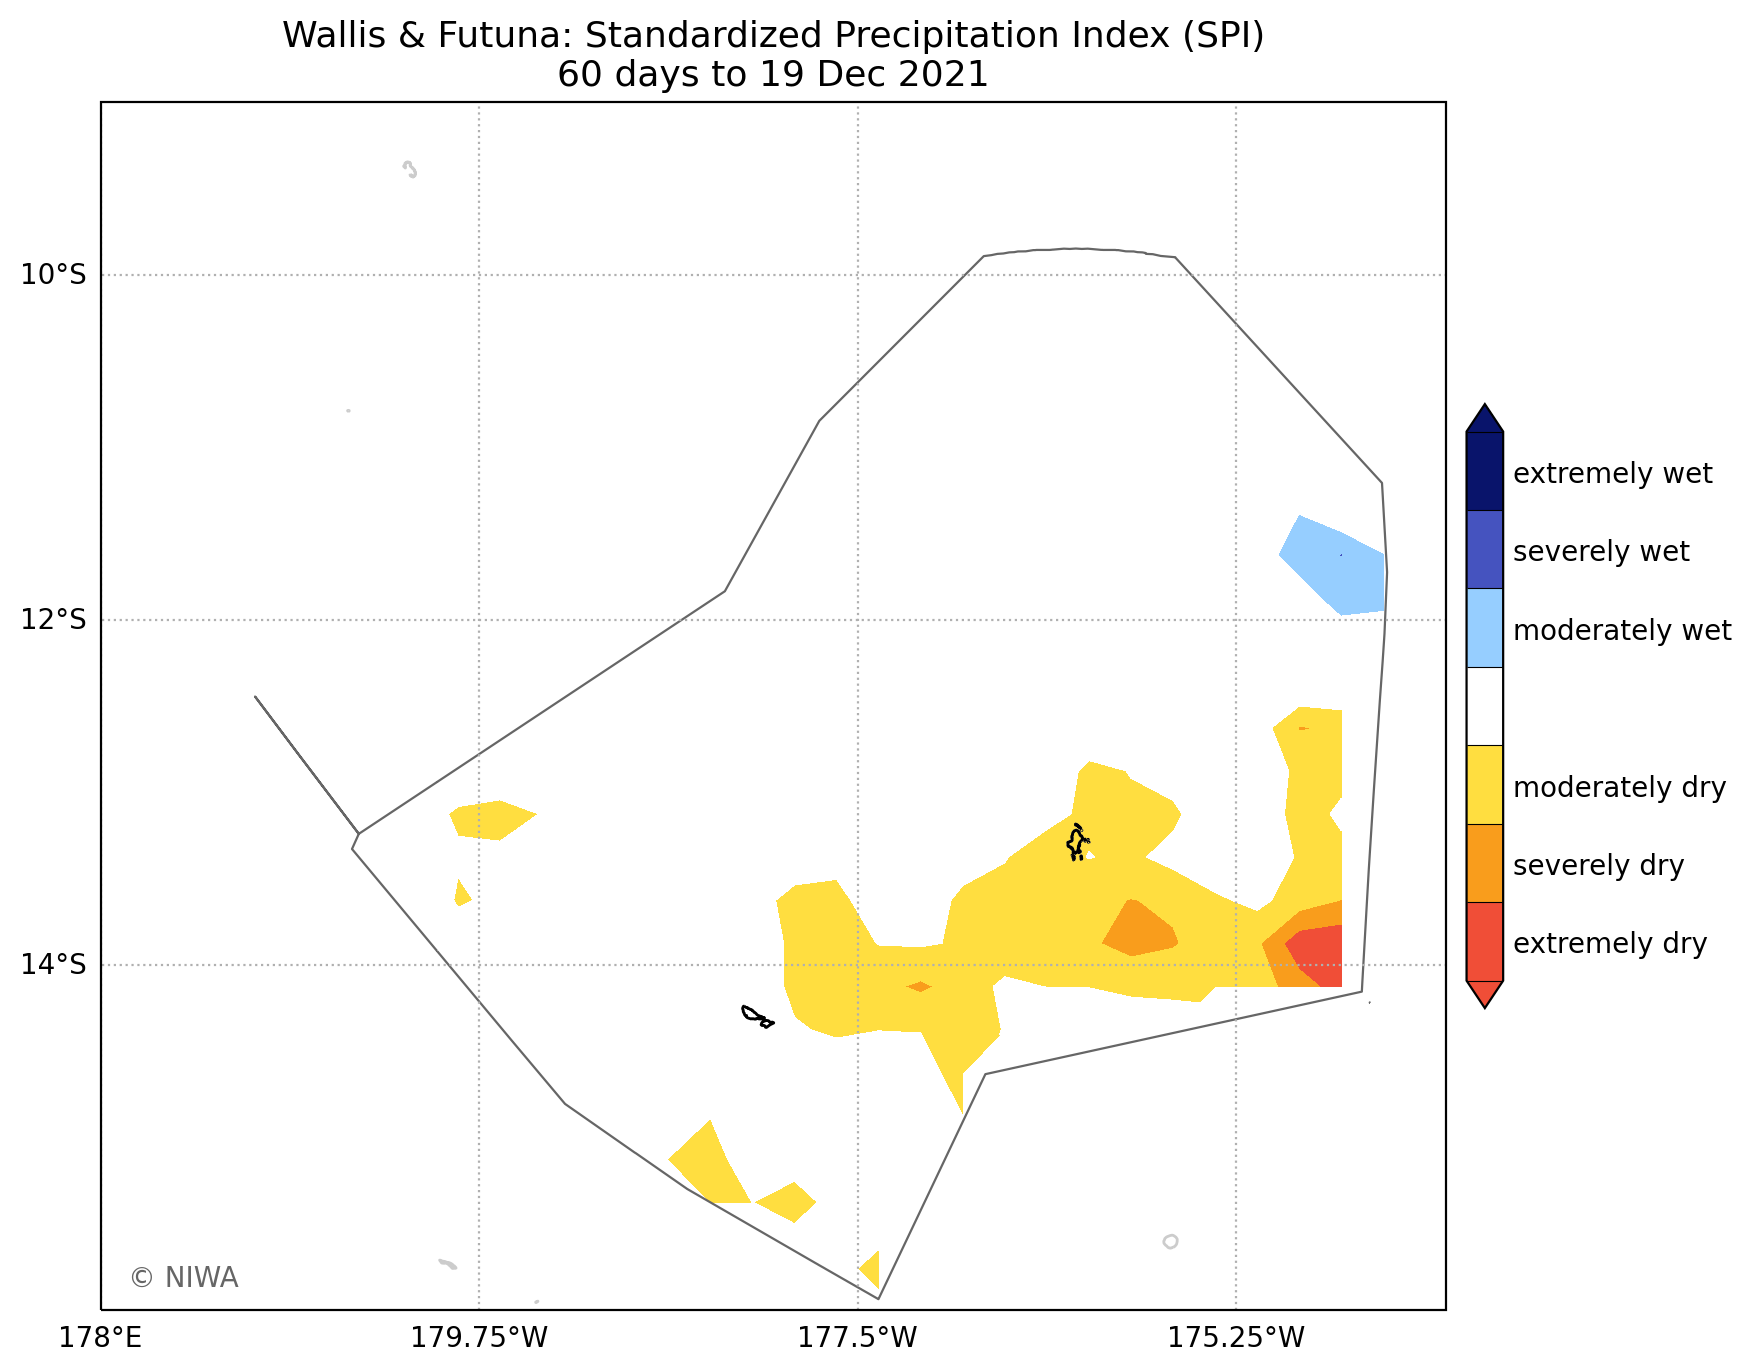 Wallis & Futuna: Standardized Precipitation Index (SPI)
60 days to 19 Dec 2021
10°S
12°S
14°S
178°E
179.75°W
177.5°W
175.25°W
extremely wet
severely wet
moderately wet
moderately dry
severely dry
extremely dry
© NIWA